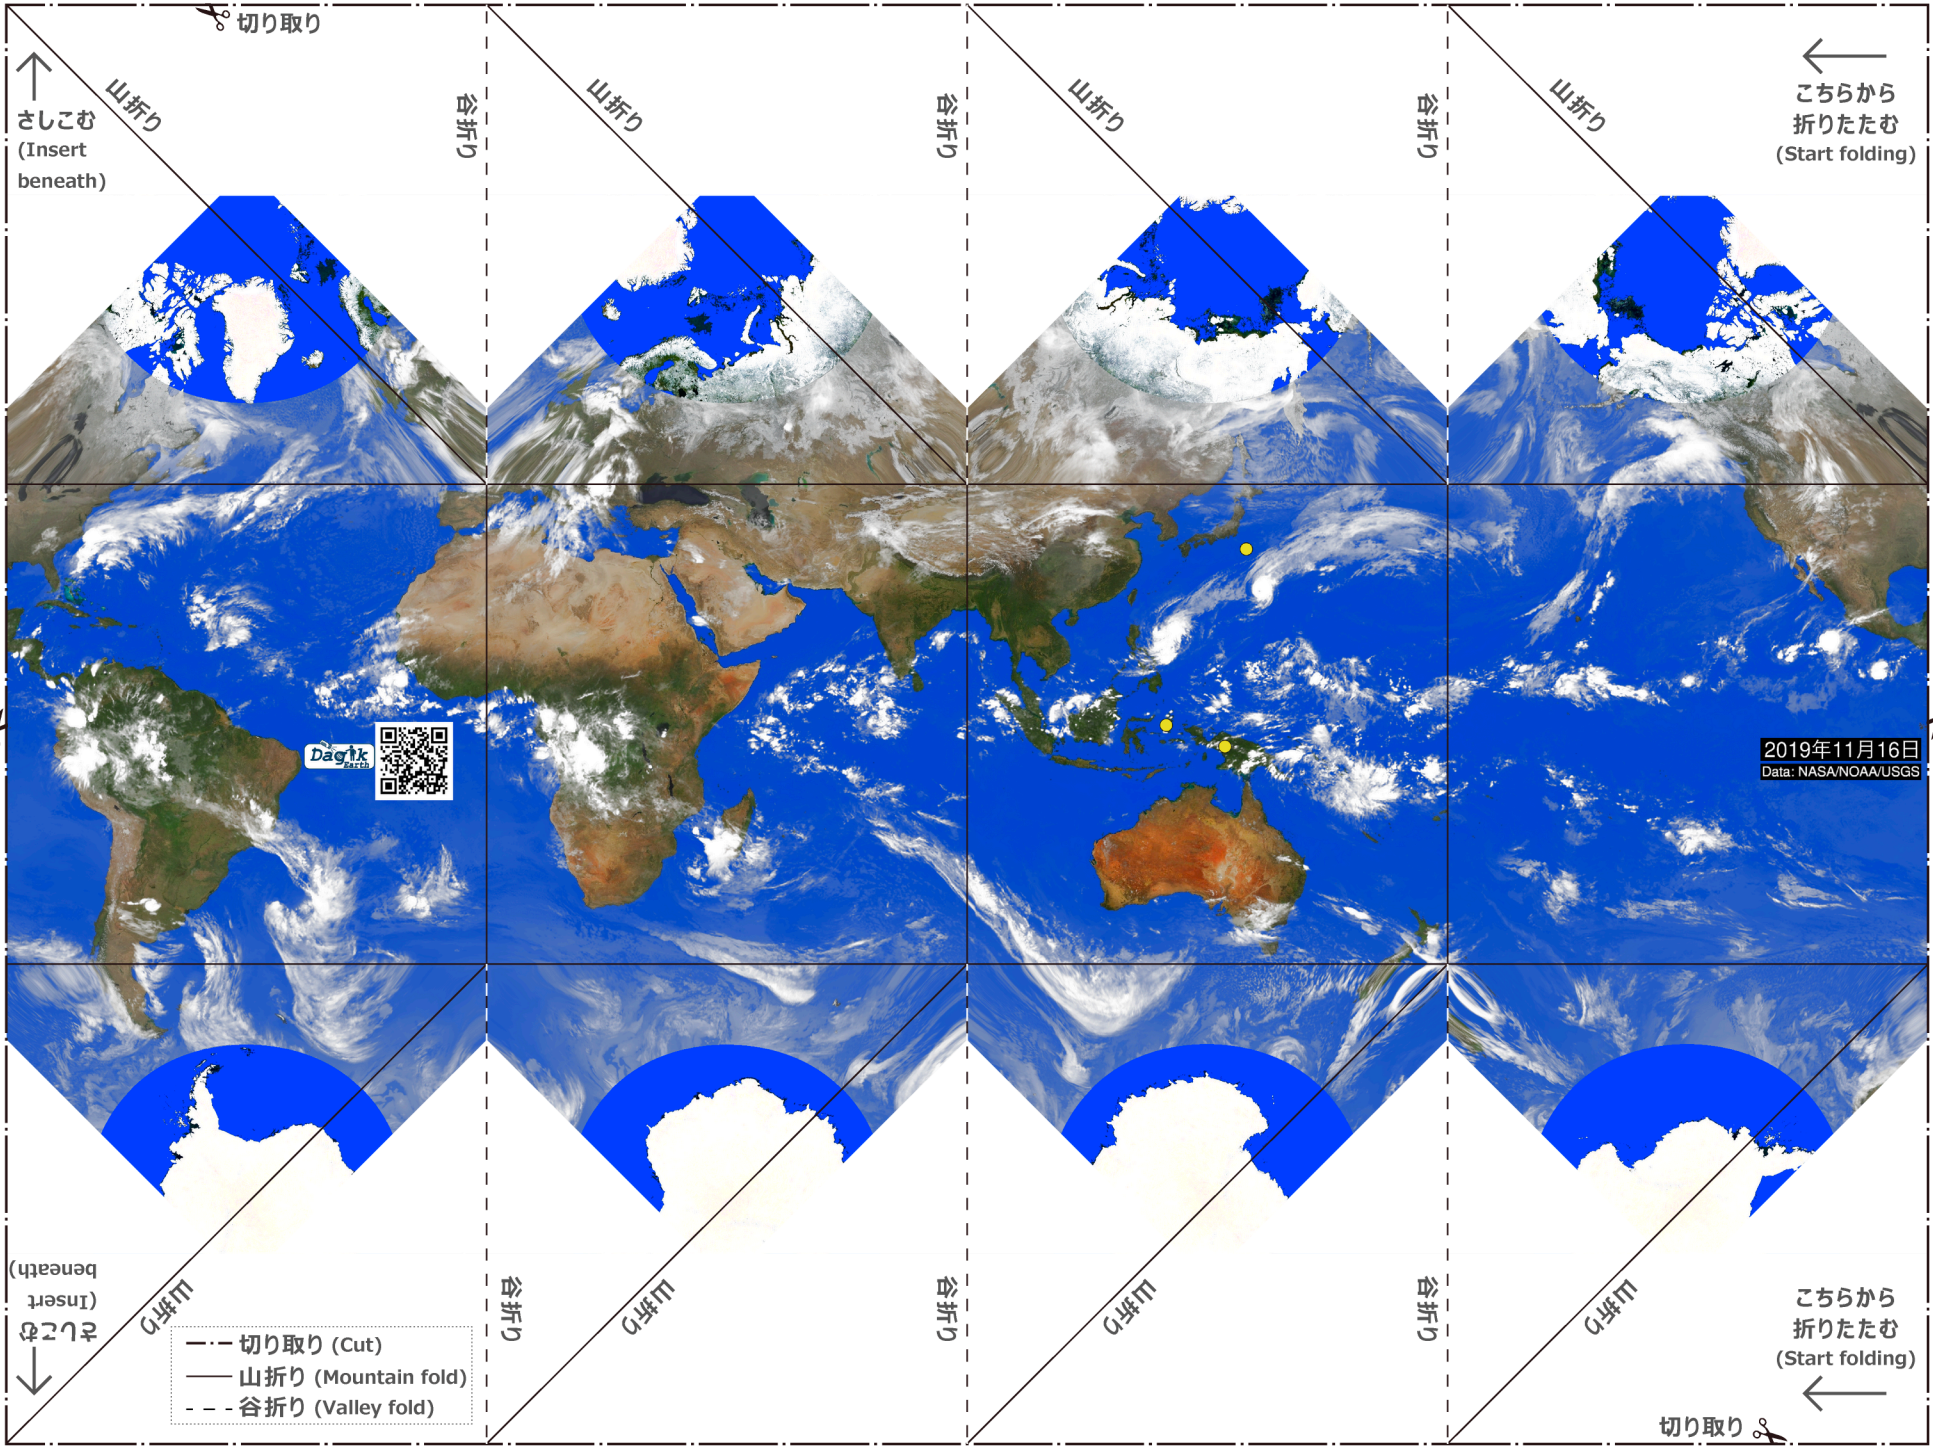 切り取り
さしこむ
(Insert
beneath)
山折り
谷折り
山折り
谷折り
山折り
谷折り
山折り
こちらから
折りたたむ
(Start folding)
Dagik
Earth
2019年11月16日
Data: NASA/NOAA/USGS
さしこむ
(Insert
beneath)
山折り
谷折り
山折り
谷折り
山折り
谷折り
山折り
こちらから
折りたたむ
(Start folding)
切り取り (Cut)
山折り (Mountain fold)
谷折り (Valley fold)
切り取り